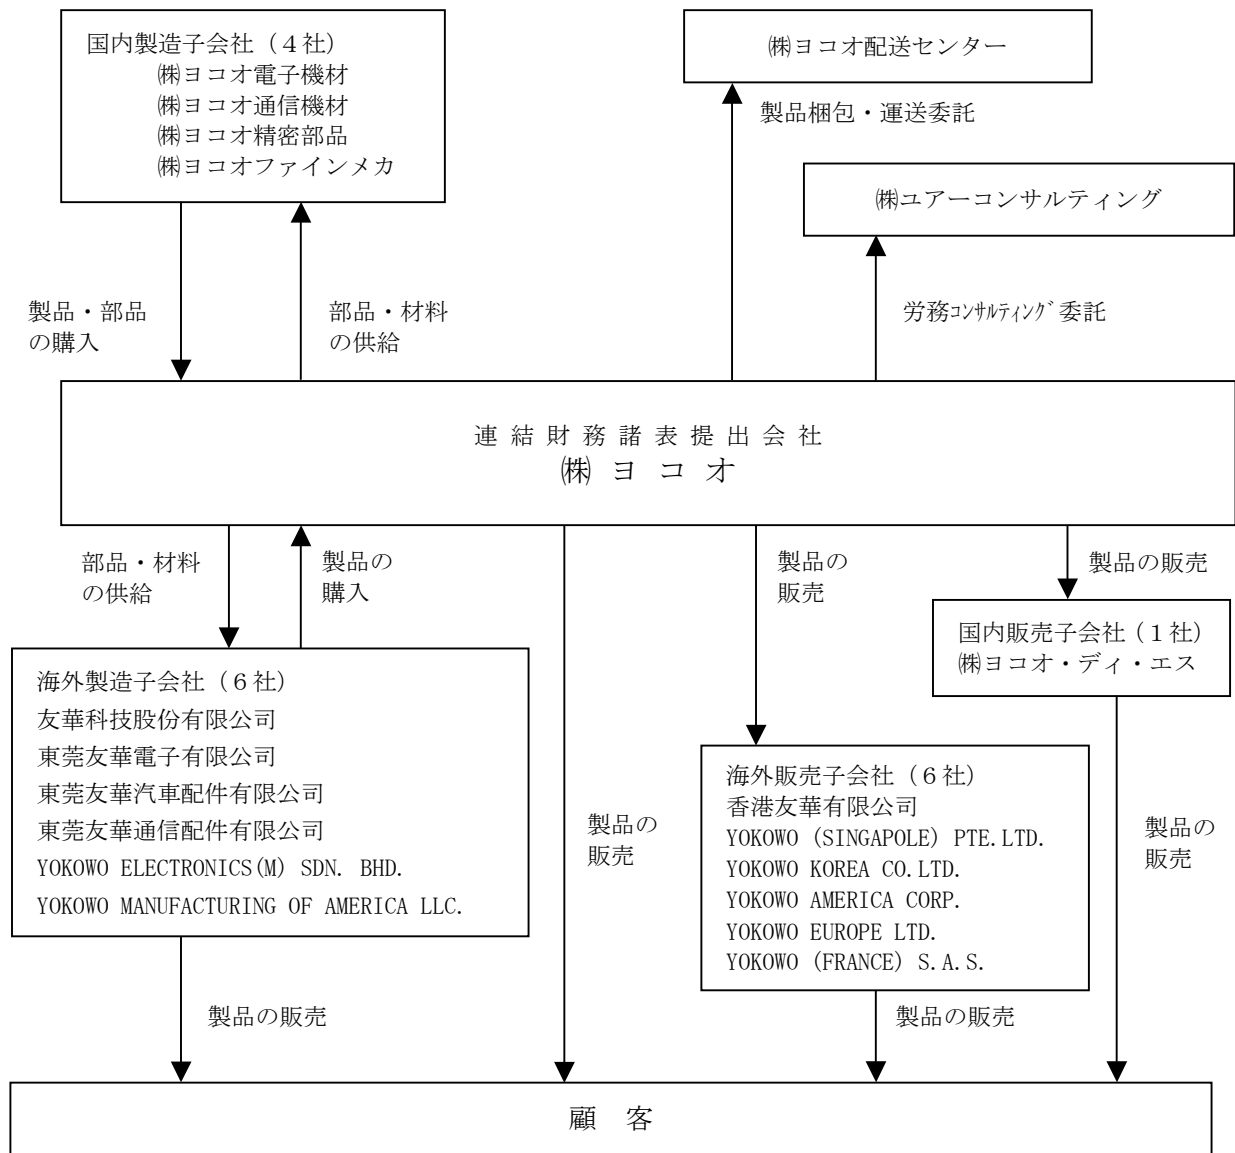 国内製造子会社（４社）
㈱ヨコオ電子機材
㈱ヨコオ通信機材
㈱ヨコオ精密部品
㈱ヨコオファインメカ
㈱ヨコオ配送センター
製品梱包・運送委託
㈱ユアーコンサルティング
製品・部品
の購入
部品・材料
の供給
労務ｺﾝｻﾙﾃｨﾝｸﾞ委託
連結財務諸表提出会社
㈱ヨコオ
部品・材料
の供給
製品の
購入
製品の
販売
製品の販売
国内販売子会社（１社）
㈱ヨコオ・ディ・エス
海外製造子会社（６社）
友華科技股份有限公司
東莞友華電子有限公司
東莞友華汽車配件有限公司
東莞友華通信配件有限公司
YOKOWO ELECTRONICS(M) SDN. BHD.
YOKOWO MANUFACTURING OF AMERICA LLC.
製品の
販売
海外販売子会社（６社）
香港友華有限公司
YOKOWO (SINGAPOLE) PTE.LTD.
YOKOWO KOREA CO.LTD.
YOKOWO AMERICA CORP.
YOKOWO EUROPE LTD.
YOKOWO (FRANCE) S.A.S.
製品の
販売
製品の販売
製品の販売
顧客